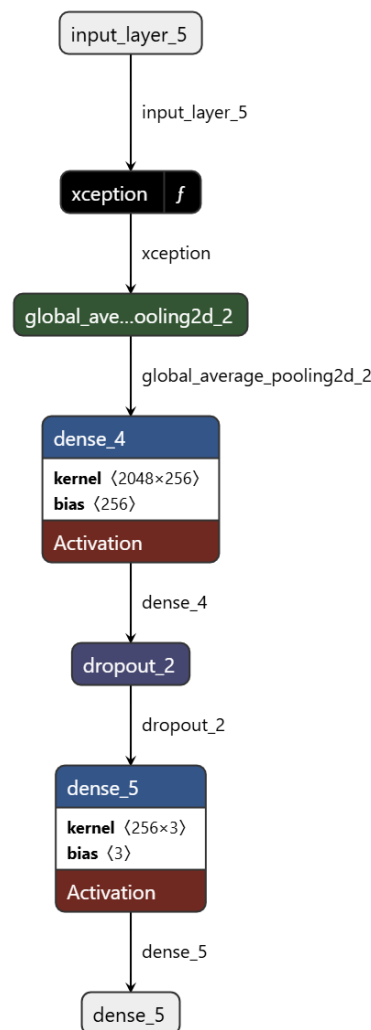 input_layer_5
input_layer_5
xception f
xception
global_ave...ooling2d_2
global_average_pooling2d_2
dense_4
kernel 〈2048×256〉
bias 〈256〉
Activation
dense_4
dropout_2
dropout_2
dense_5
kernel 〈256×3〉
bias 〈3〉
Activation
dense_5
dense_5